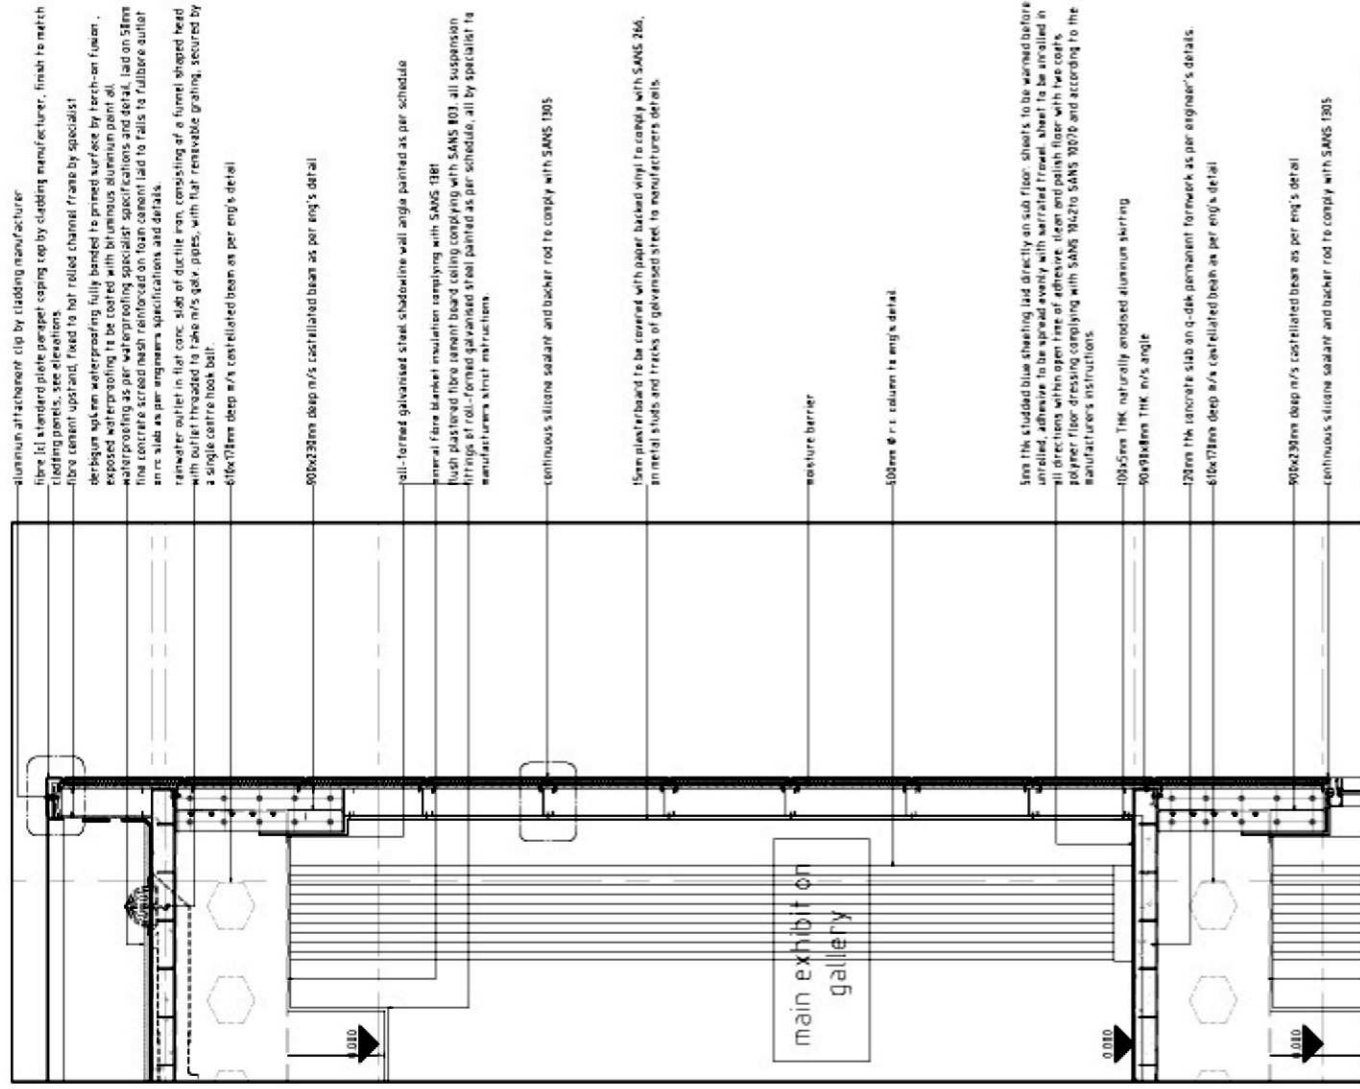 aluminium attachement clip by cladding manufacturer
fibre [c] standard plate parapet coping cap by cladding manufacturer, finish to match
cladding panels, see elevations.
fibre cement upstand, fixed to hot rolled channel frame by specialist
derbigum sp4mm waterproofing fully bonded to primed surface by torch-on fusion,
exposed waterproofing to be coated with bituminous aluminium paint all
waterproofing as per waterproofing specialist specifications and detail, laid on 50mm
fine concrete screed mesh reinforced on foam cement laid to falls to fullbore outlet
on rc slab as per engineers specifications and details.
rainwater outlet in flat conc. slab of ductile iron, consisting of a funnel shaped head
with outlet threaded to take m/s galv. pipes, with flat removable grating, secured by
a single centre hook bolt.
610x178mm deep m/s castellated beam as per eng's detail
900x230mm deep m/s castellated beam as per eng's detail
roll-formed galvanised steel shadowline wall angle painted as per schedule
mineral fibre blanket insulation complying with SANS 1381
flush plastered fibre cement board ceiling complying with SANS 803, all suspension
fittings of roll-formed galvanised steel painted as per schedule, all by specialist to
manufacturers strict instructions.
continuous silicone sealant and backer rod to comply with SANS 1305
15mm plasterboard to be covered with paper backed vinyl to comply with SANS 266,
on metal studs and tracks of galvanised steel to manufacturers details.
moisture barrier
500mm Ø r.c. column to eng's detail
5mm thk studded blue sheeting laid directly on sub floor. sheets to be warmed before
unrolled, adhesive to be spread evenly with serrated trowel. sheet to be unrolled in
all directions within open time of adhesive. clean and polish floor with two coats
polymer floor dressing complying with SANS 1042 to SANS 10070 and according to the
manufacturers instructions
100x5mm THK naturally anodised aluminum skirting
90x90x8mm THK m/s angle
120mm thk concrete slab on q-dek permanent formwork as per engineer's details.
610x178mm deep m/s castellated beam as per eng's detail
900x230mm deep m/s castellated beam as per eng's detail
continuous silicone sealant and backer rod to comply with SANS 1305
main exhibit on
gallery
0.000
0.000
0.000